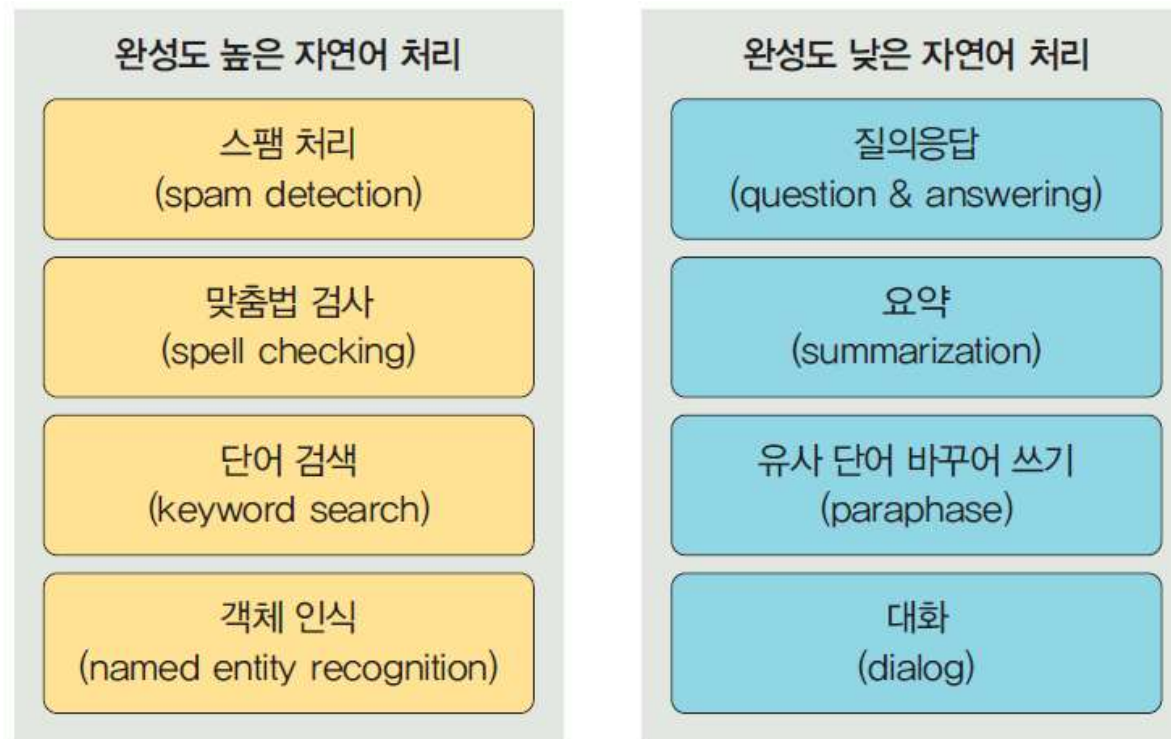 완성도 높은 자연어 처리
스팸 처리
(spam detection)
맞춤법 검사
(spell checking)
단어 검색
(keyword search)
객체 인식
(named entity recognition)
완성도 낮은 자연어 처리
질의응답
(question & answering)
요약
(summarization)
유사 단어 바꾸어 쓰기
(paraphase)
대화
(dialog)